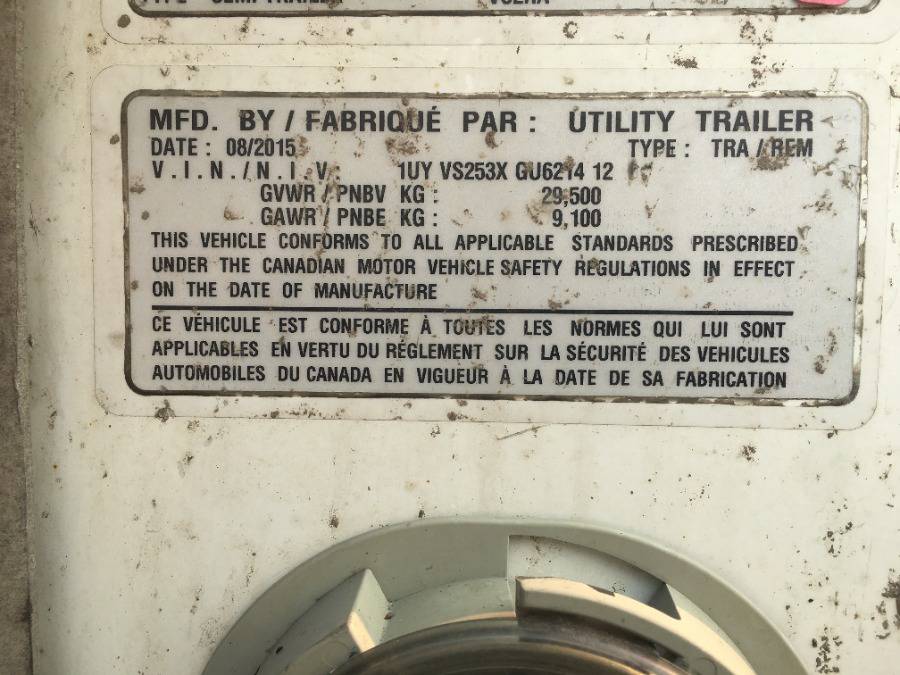 MFD. BY / FABRIQUÉ PAR : UTILITY TRAILER
DATE : 08/2015 TYPE : TRA / REM
V.I.N./N.I.V: 1UY VS253X GU6214 12
GVWR / PNBV KG : 29,500
GAWR / PNBE KG : 9,100
THIS VEHICLE CONFORMS TO ALL APPLICABLE STANDARDS PRESCRIBED
UNDER THE CANADIAN MOTOR VEHICLE SAFETY REGULATIONS IN EFFECT
ON THE DATE OF MANUFACTURE
CE VÉHICULE EST CONFORME À TOUTES LES NORMES QUI LUI SONT
APPLICABLES EN VERTU DU RÉGLEMENT SUR LA SÉCURITÉ DES VEHICULES
AUTOMOBILES DU CANADA EN VIGUEUR À LA DATE DE SA FABRICATION